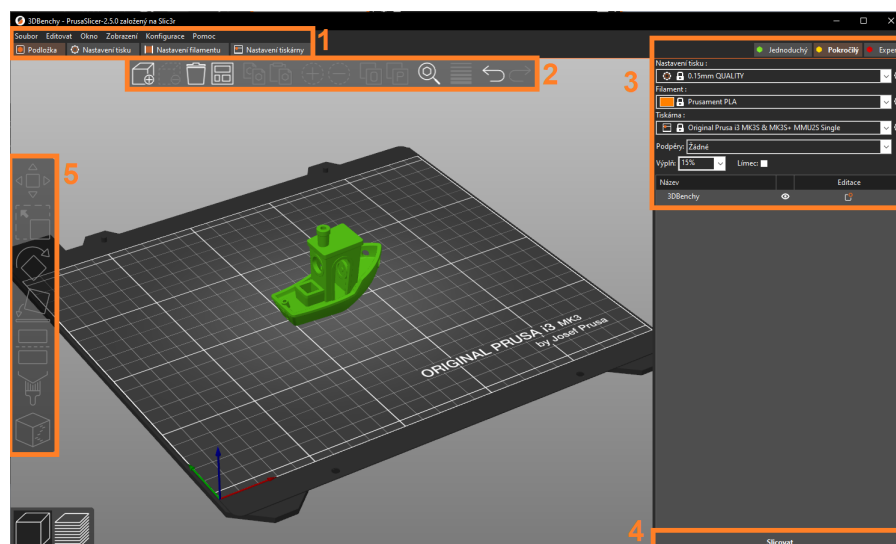 3DBenchy - PrusaSlicer-2.5.0 založený na Slic3r
Soubor Editovat Okno Zobrazení Konfigurace Pomoc
1
Podložka Nastavení tisku Nastavení filamentu Nastavení tiskárny
2
3
Jednoduchý Pokročilý Exper
Nastavení tisku :
0.15mm QUALITY
Filament :
Prusament PLA
Tiskárna :
Original Prusa i3 MK3S & MK3S+ MMU2S Single
Podpěry: Žádné
Výplň: 15% Límec:
Název Editace
3DBenchy
5
ORIGINAL PRUSA i3 MK3
by Josef Prusa
4
Slicovat